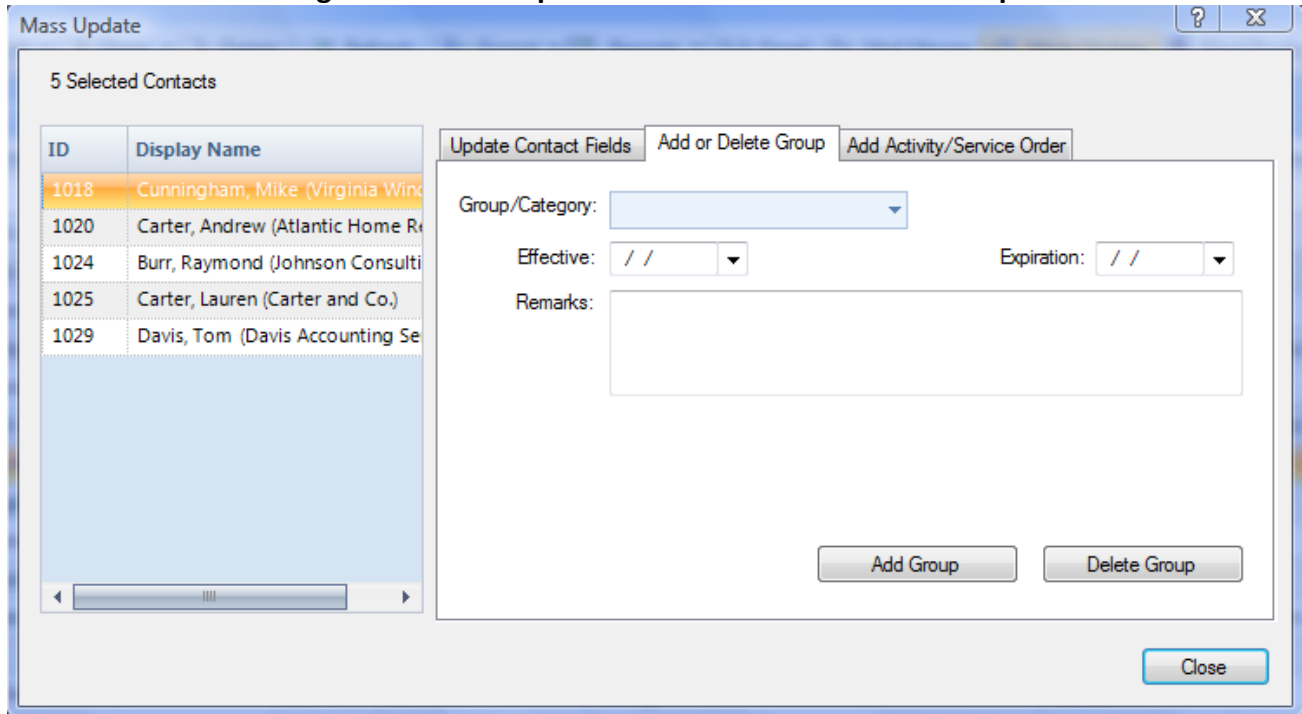 Mass Update
5 Selected Contacts
ID Display Name
1018 Cunningham, Mike (Virginia Wind
1020 Carter, Andrew (Atlantic Home Re
1024 Burr, Raymond (Johnson Consulti
1025 Carter, Lauren (Carter and Co.)
1029 Davis, Tom (Davis Accounting Se
Update Contact Fields Add or Delete Group Add Activity/Service Order
Group/Category:
Effective: / / Expiration: / /
Remarks:
Add Group Delete Group
Close